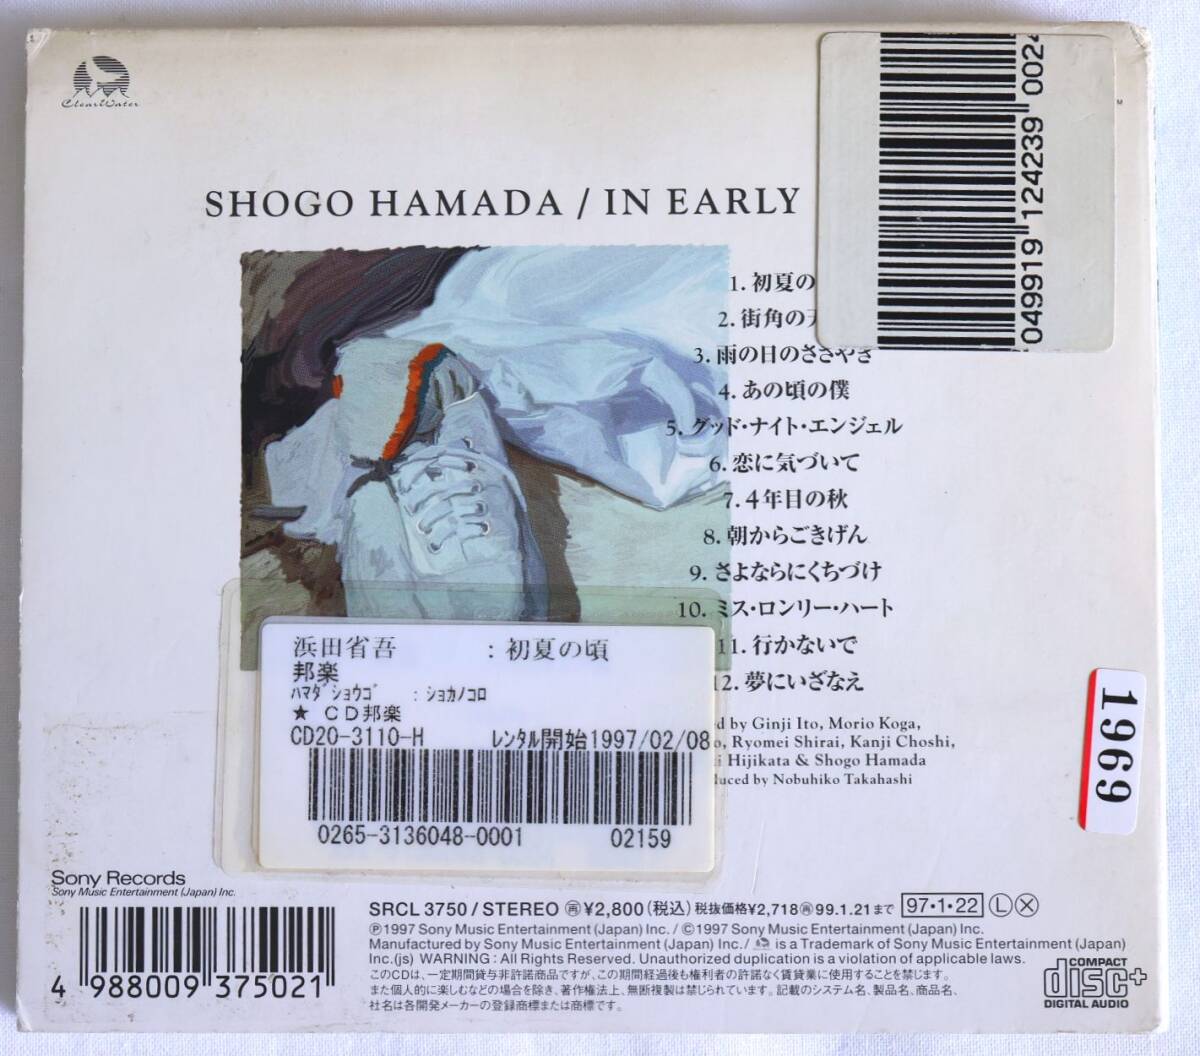 ClearWater
TM
049919 124239 002
SHOGO HAMADA / IN EARLY
1. 初夏の
2. 街角の天
3. 雨の日のささやき
4. あの頃の僕
5. グッド・ナイト・エンジェル
6. 恋に気づいて
7. 4年目の秋
8. 朝からごきげん
9. さよならにくちづけ
10. ミス・ロンリー・ハート
11. 行かないで
12. 夢にいざなえ
d by Ginji Ito, Morio Koga,
o, Ryomei Shirai, Kanji Choshi,
i Hijikata & Shogo Hamada
duced by Nobuhiko Takahashi
浜田省吾 : 初夏の頃
邦楽
ﾊﾏﾀﾞｼｮｳｺﾞ : ｼｮｶﾉｺﾛ
★ CD邦楽
CD20-3110-H ﾚﾝﾀﾙ開始1997/02/08
0265-3136048-0001 02159
1969
Sony Records
Sony Music Entertainment (Japan) Inc.
4 988009 375021
SRCL 3750 / STEREO ㊞¥2,800(税込) 税抜価格¥2,718 99.1.21まで 97・1・22 Ⓛ Ⓧ
Ⓟ1997 Sony Music Entertainment (Japan) Inc. / ©1997 Sony Music Entertainment (Japan) Inc.
Manufactured by Sony Music Entertainment (Japan) Inc. / is a Trademark of Sony Music Entertainment (Japan)
Inc.(js) WARNING : All Rights Reserved. Unauthorized duplication is a violation of applicable laws.
このCDは、一定期間貸与非許諾商品ですが、この期間経過後も権利者の許諾なく賃貸業に使用することを禁じます。
また個人的に楽しむなどの場合を除き、著作権法上、無断複製は禁じられています。記載のシステム名、製品名、商品名、
社名は各開発メーカーの登録商標または商標です。
COMPACT
disc+
DIGITAL AUDIO